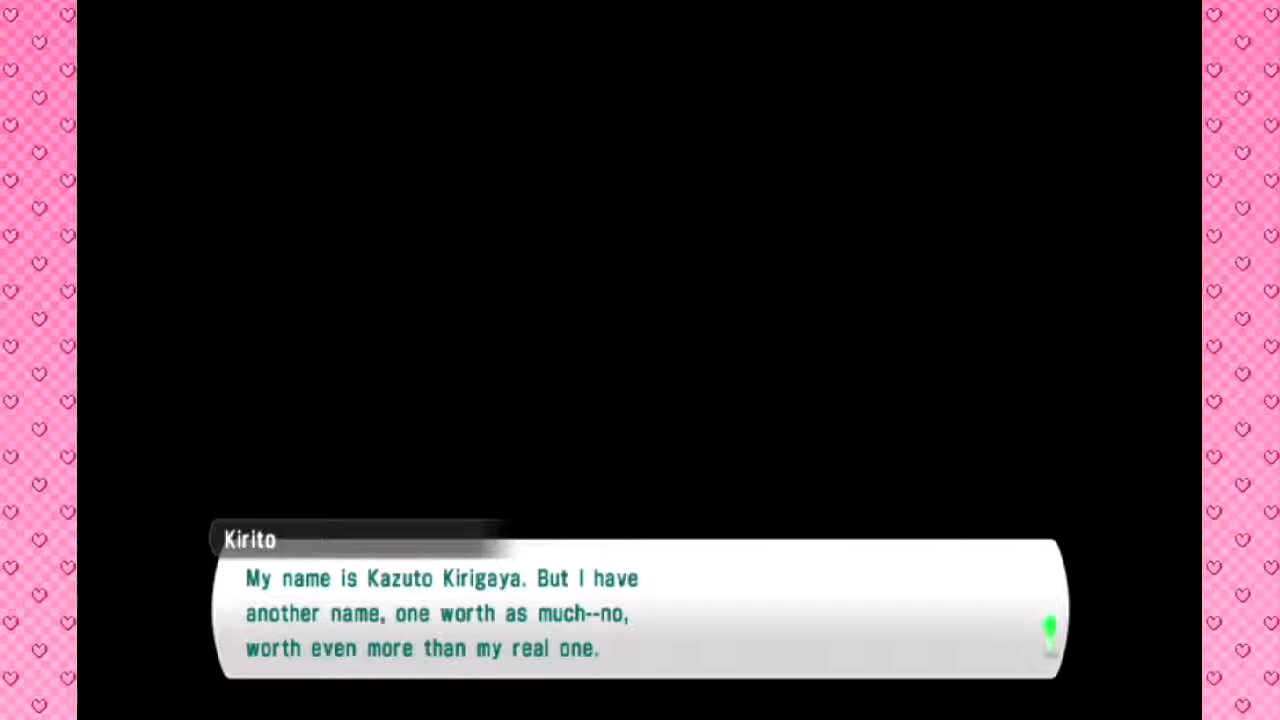 Kirito
My name is Kazuto Kirigaya. But I have
another name, one worth as much--no,
worth even more than my real one.